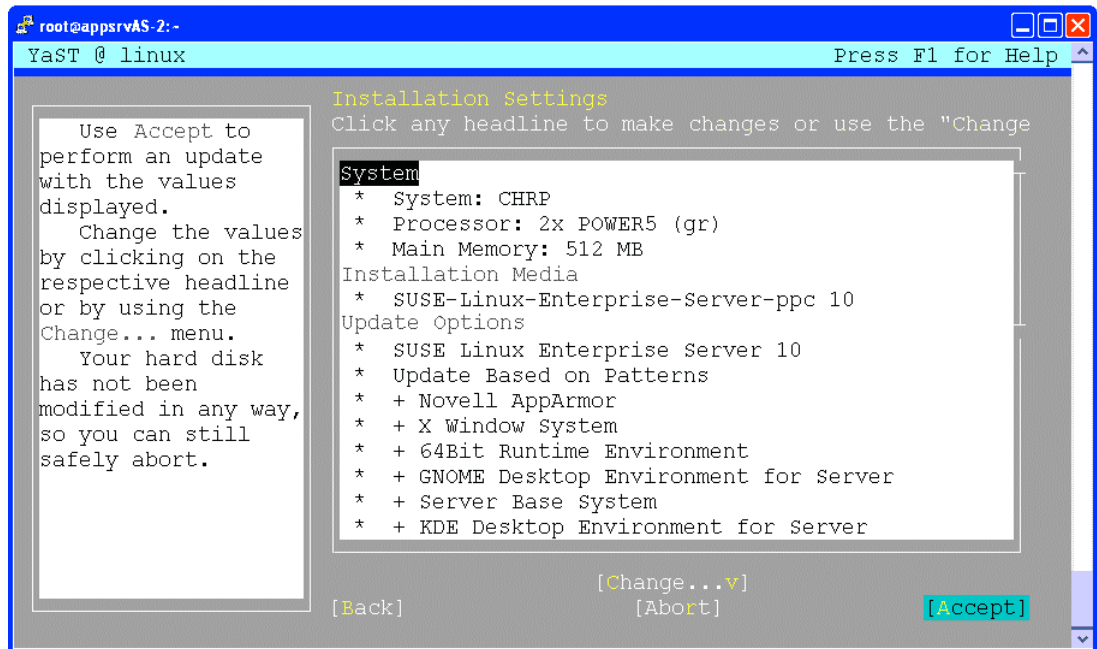 root@appsrvAS-2:~
YaST @ linux Press F1 for Help
Use Accept to
perform an update
with the values
displayed.
Change the values
by clicking on the
respective headline
or by using the
Change... menu.
Your hard disk
has not been
modified in any way,
so you can still
safely abort.
Installation Settings
Click any headline to make changes or use the "Change
System
* System: CHRP
* Processor: 2x POWER5 (gr)
* Main Memory: 512 MB
Installation Media
* SUSE-Linux-Enterprise-Server-ppc 10
Update Options
* SUSE Linux Enterprise Server 10
* Update Based on Patterns
* + Novell AppArmor
* + X Window System
* + 64Bit Runtime Environment
* + GNOME Desktop Environment for Server
* + Server Base System
* + KDE Desktop Environment for Server
[Change...v]
[Back] [Abort] [Accept]